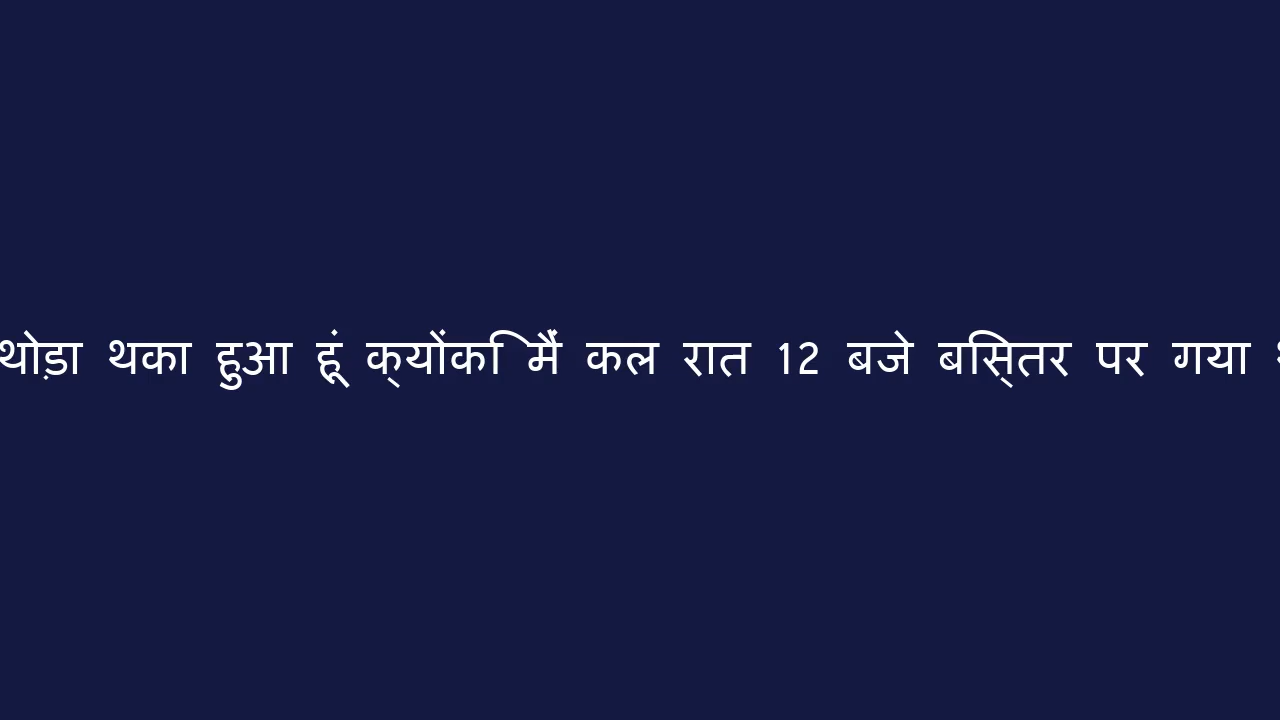 थोड़ा थका हुआ हूं क्योंकि मैं कल रात 12 बजे बिस्तर पर गया